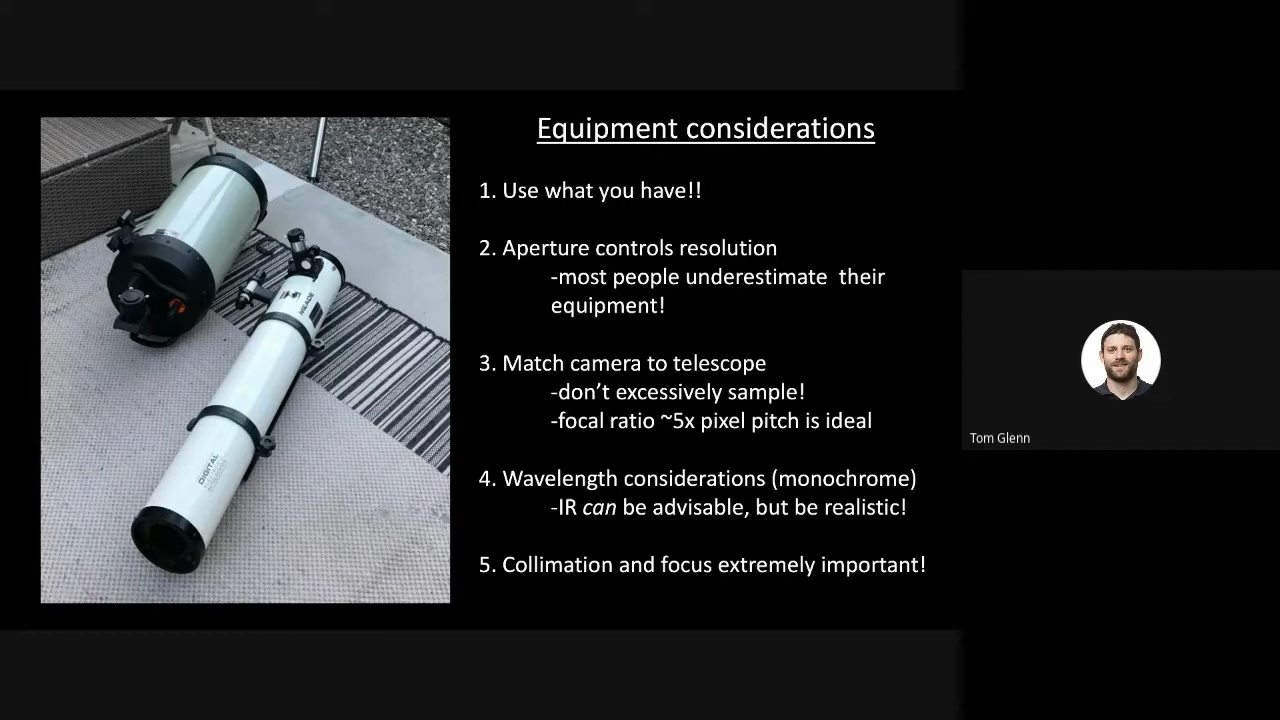 Equipment considerations
1. Use what you have!!
2. Aperture controls resolution
-most people underestimate  their
equipment!
3. Match camera to telescope
-don’t excessively sample!
-focal ratio ~5x pixel pitch is ideal
4. Wavelength considerations (monochrome)
-IR can be advisable, but be realistic!
5. Collimation and focus extremely important!
MEADE
DIGITAL
Tom Glenn